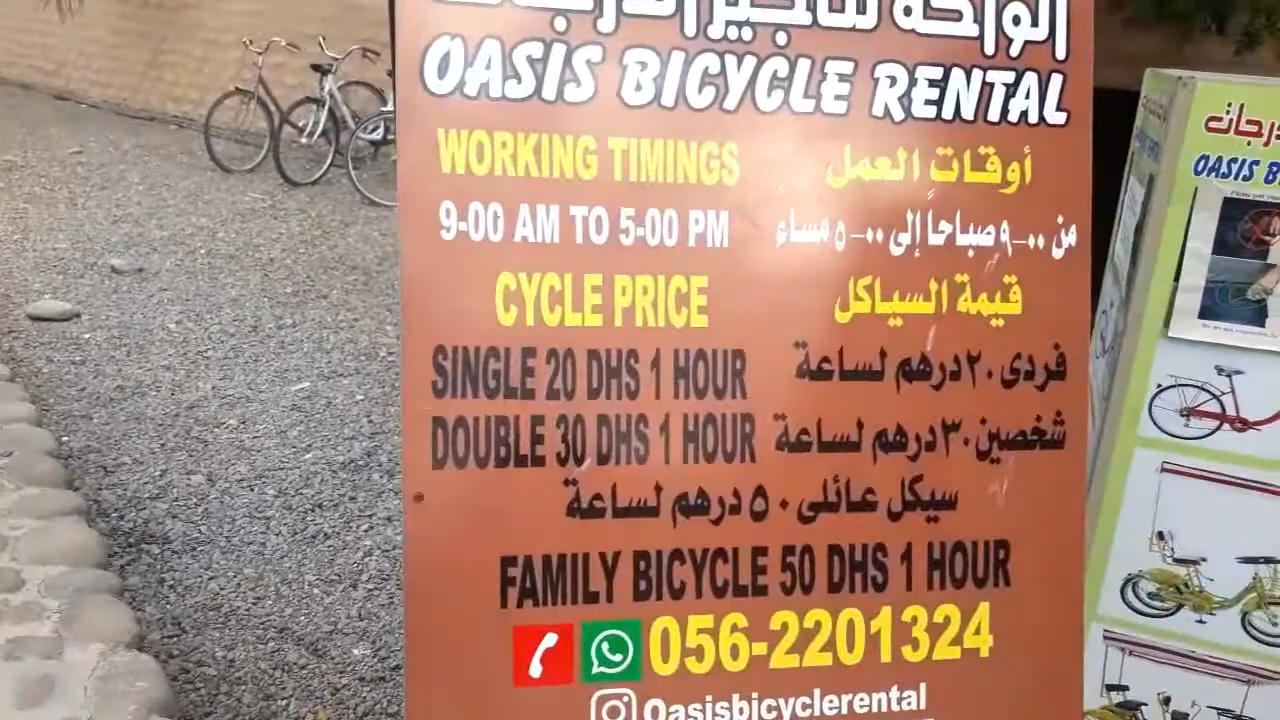 الواحة لتأجير الدراجات
OASIS BICYCLE RENTAL
WORKING TIMINGS
أوقات العمل
9-00 AM TO 5-00 PM
من ٠٠-٩ صباحاً إلى ٠٠-٥ مساء
CYCLE PRICE
قيمة السياكل
SINGLE 20 DHS 1 HOUR
فردى ٢٠ درهم لساعة
DOUBLE 30 DHS 1 HOUR
شخصين ٣٠ درهم لساعة
سيكل عائلى ٥٠ درهم لساعة
FAMILY BICYCLE 50 DHS 1 HOUR
056-2201324
Oasisbicyclerental
OASIS